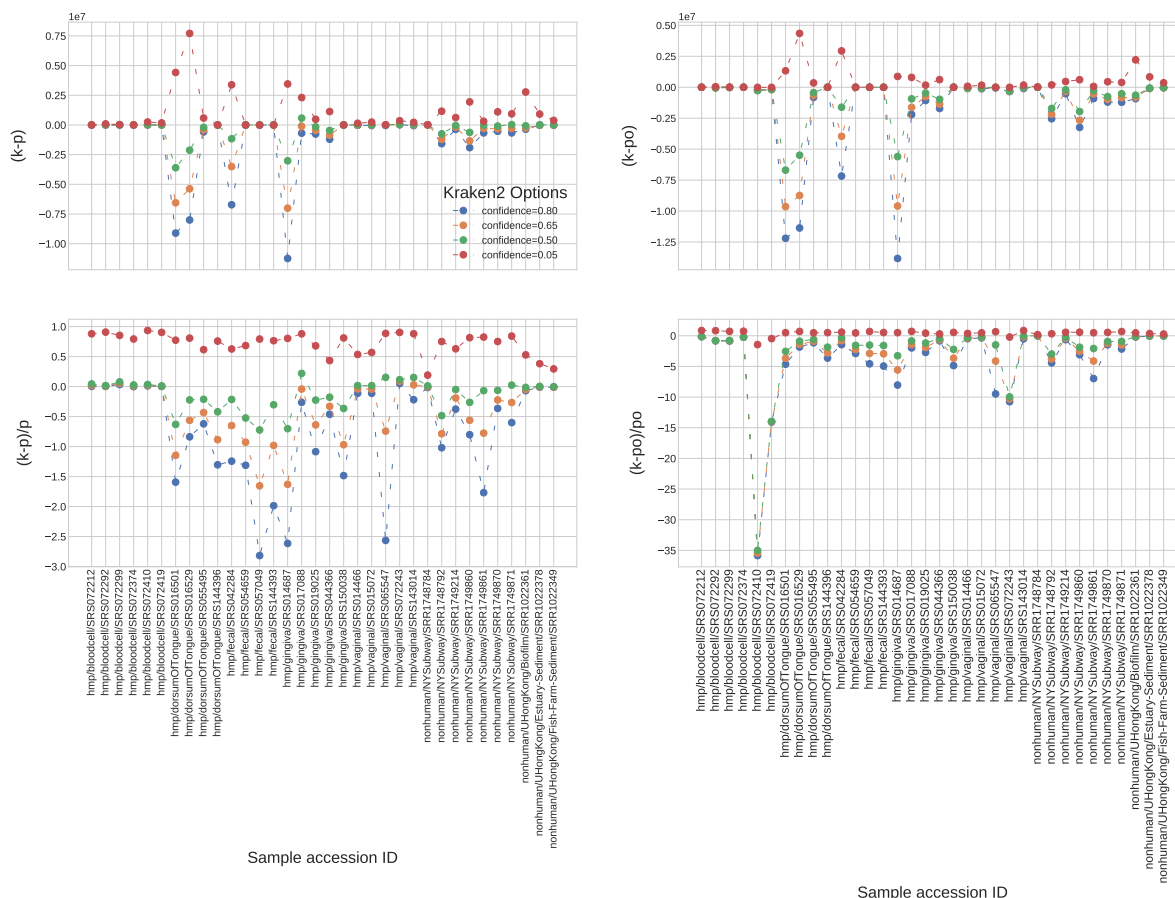 1e7
0.75
0.50
0.25
0.00
−0.25
−0.50
−0.75
−1.00
(k-p)
Kraken2 Options
confidence=0.80
confidence=0.65
confidence=0.50
confidence=0.05
1e7
0.50
0.25
0.00
−0.25
−0.50
−0.75
−1.00
−1.25
(k-po)
1.0
0.5
0.0
−0.5
−1.0
−1.5
−2.0
−2.5
−3.0
(k-p)/p
hmp/bloodcell/SRS072212
hmp/bloodcell/SRS072292
hmp/bloodcell/SRS072299
hmp/bloodcell/SRS072374
hmp/bloodcell/SRS072410
hmp/bloodcell/SRS072419
hmp/dorsumOfTongue/SRS016501
hmp/dorsumOfTongue/SRS016529
hmp/dorsumOfTongue/SRS055495
hmp/dorsumOfTongue/SRS144396
hmp/fecal/SRS042284
hmp/fecal/SRS054659
hmp/fecal/SRS057049
hmp/fecal/SRS144393
hmp/gingiva/SRS014687
hmp/gingiva/SRS017088
hmp/gingiva/SRS019025
hmp/gingiva/SRS044366
hmp/gingiva/SRS150038
hmp/vaginal/SRS014466
hmp/vaginal/SRS015072
hmp/vaginal/SRS065547
hmp/vaginal/SRS072243
hmp/vaginal/SRS143014
nonhuman/NYSubway/SRR1748784
nonhuman/NYSubway/SRR1748792
nonhuman/NYSubway/SRR1749214
nonhuman/NYSubway/SRR1749860
nonhuman/NYSubway/SRR1749861
nonhuman/NYSubway/SRR1749870
nonhuman/NYSubway/SRR1749871
nonhuman/UHongKong/Biofilm/SRR1022361
nonhuman/UHongKong/Estuary-Sediment/SRR1022378
nonhuman/UHongKong/Fish-Farm-Sediment/SRR1022349
Sample accession ID
0
−5
−10
−15
−20
−25
−30
−35
(k-po)/po
hmp/bloodcell/SRS072212
hmp/bloodcell/SRS072292
hmp/bloodcell/SRS072299
hmp/bloodcell/SRS072374
hmp/bloodcell/SRS072410
hmp/bloodcell/SRS072419
hmp/dorsumOfTongue/SRS016501
hmp/dorsumOfTongue/SRS016529
hmp/dorsumOfTongue/SRS055495
hmp/dorsumOfTongue/SRS144396
hmp/fecal/SRS042284
hmp/fecal/SRS054659
hmp/fecal/SRS057049
hmp/fecal/SRS144393
hmp/gingiva/SRS014687
hmp/gingiva/SRS017088
hmp/gingiva/SRS019025
hmp/gingiva/SRS044366
hmp/gingiva/SRS150038
hmp/vaginal/SRS014466
hmp/vaginal/SRS015072
hmp/vaginal/SRS065547
hmp/vaginal/SRS072243
hmp/vaginal/SRS143014
nonhuman/NYSubway/SRR1748784
nonhuman/NYSubway/SRR1748792
nonhuman/NYSubway/SRR1749214
nonhuman/NYSubway/SRR1749860
nonhuman/NYSubway/SRR1749861
nonhuman/NYSubway/SRR1749870
nonhuman/NYSubway/SRR1749871
nonhuman/UHongKong/Biofilm/SRR1022361
nonhuman/UHongKong/Estuary-Sediment/SRR1022378
nonhuman/UHongKong/Fish-Farm-Sediment/SRR1022349
Sample accession ID